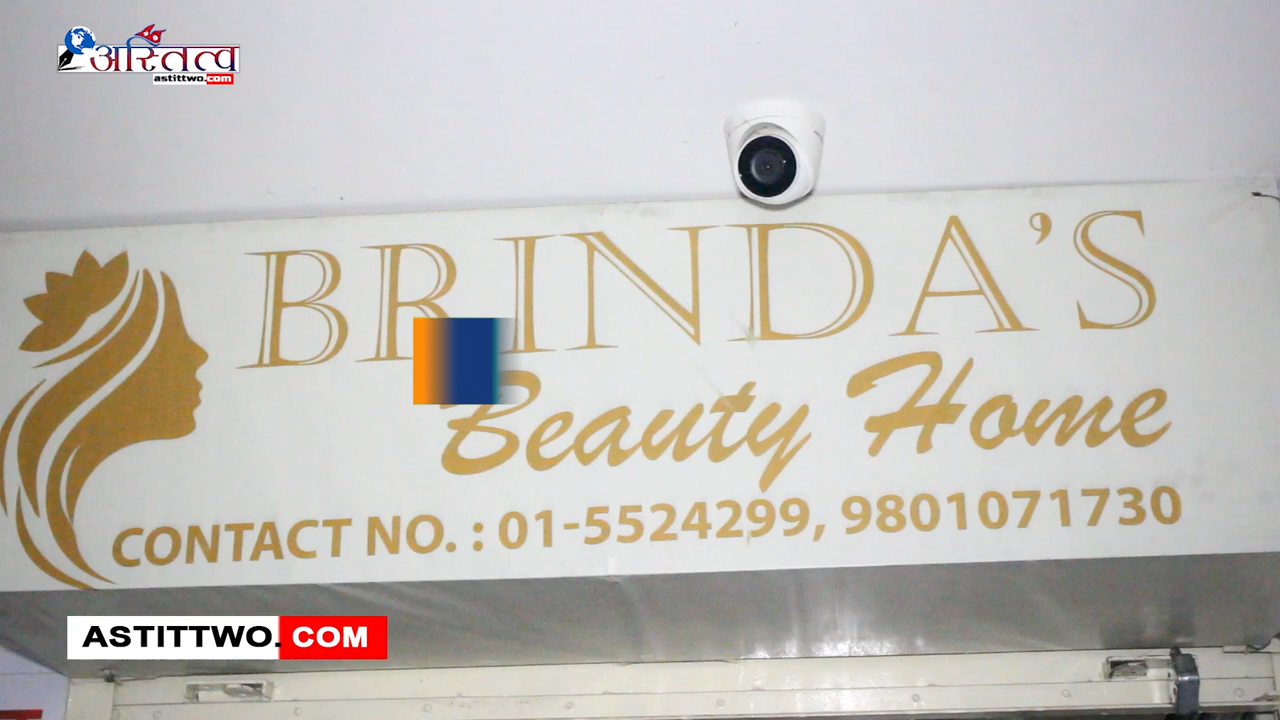 अस्तित्व
astittwo.com
BRINDA'S
Beauty Home
CONTACT NO. : 01-5524299, 9801071730
ASTITTWO.COM